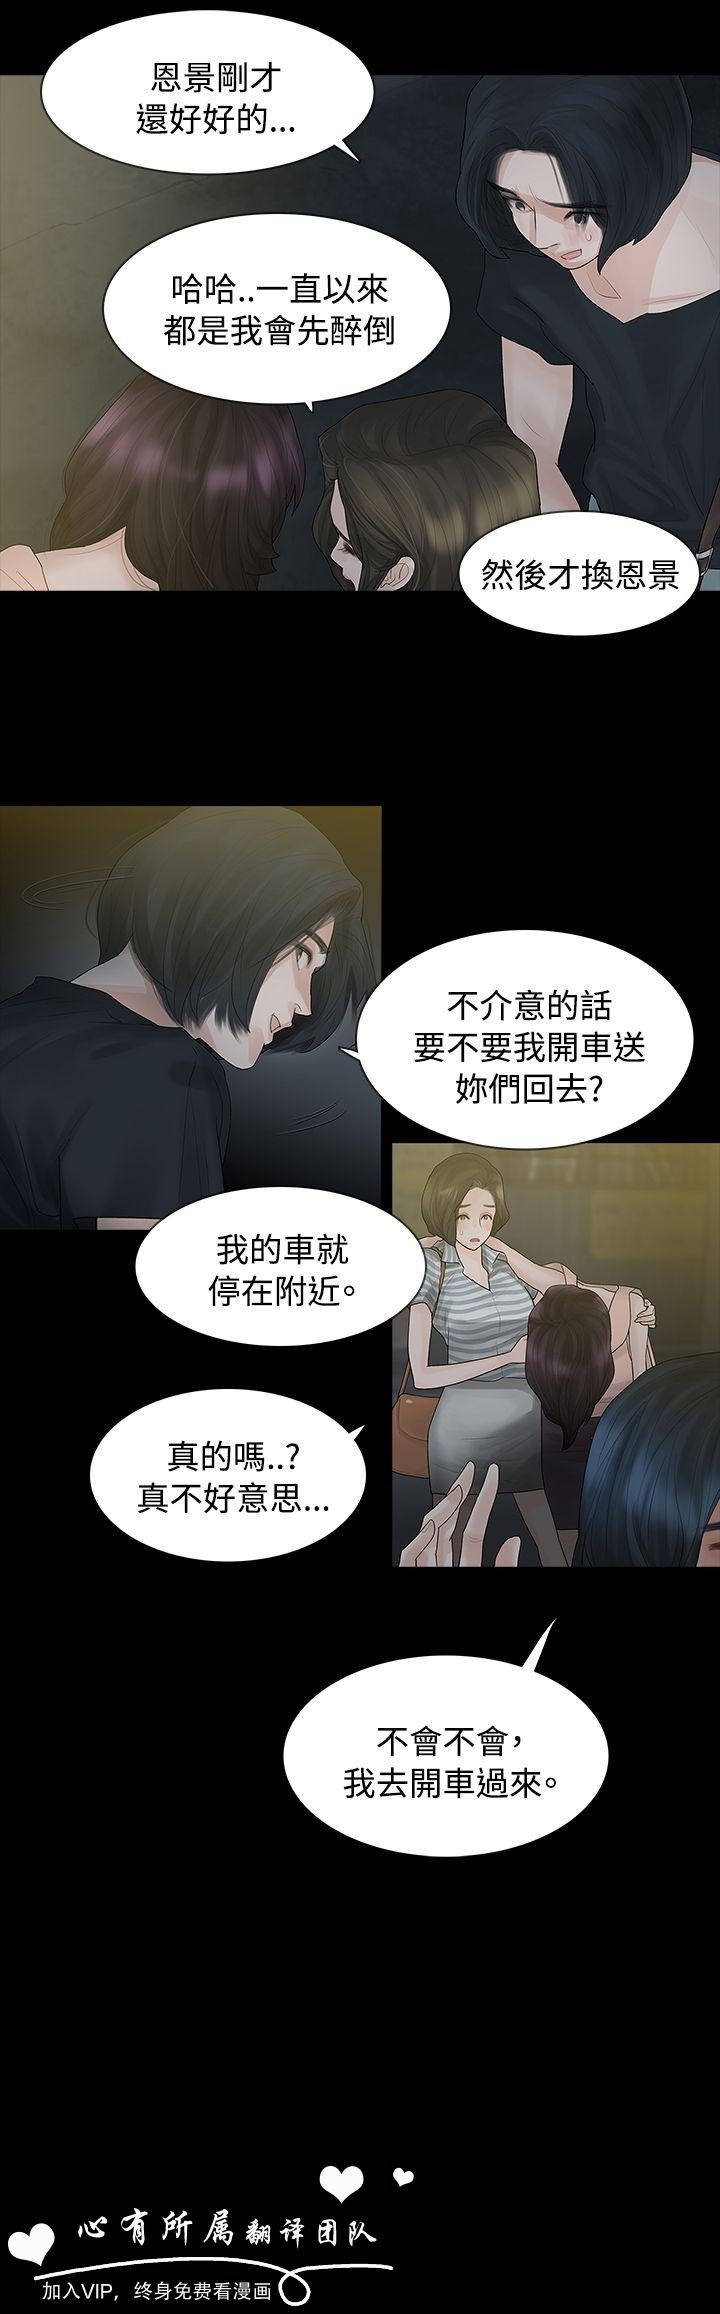 恩景剛才
還好好的...
哈哈..一直以來
都是我會先醉倒
然後才換恩景
不介意的話
要不要我開車送
妳們回去?
我的車就
停在附近。
真的嗎..?
真不好意思...
不會不會，
我去開車過來。
心有所属翻译团队
加入VIP，终身免费看漫画